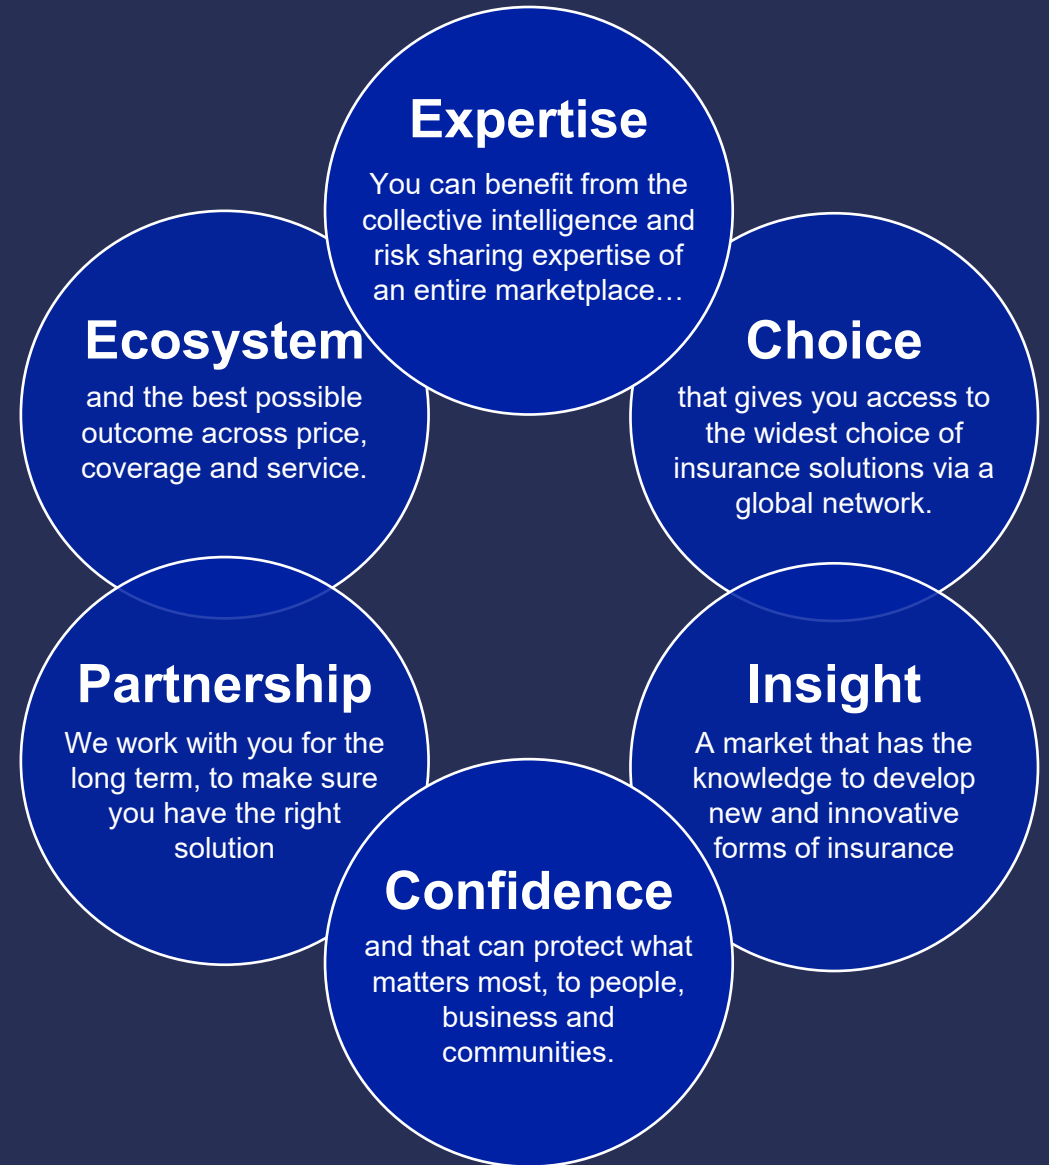 Expertise
You can benefit from the
collective intelligence and
risk sharing expertise of
an entire marketplace…
Choice
that gives you access to
the widest choice of
insurance solutions via a
global network.
Insight
A market that has the
knowledge to develop
new and innovative
forms of insurance
Confidence
and that can protect what
matters most, to people,
business and
communities.
Partnership
We work with you for the
long term, to make sure
you have the right
solution
Ecosystem
and the best possible
outcome across price,
coverage and service.